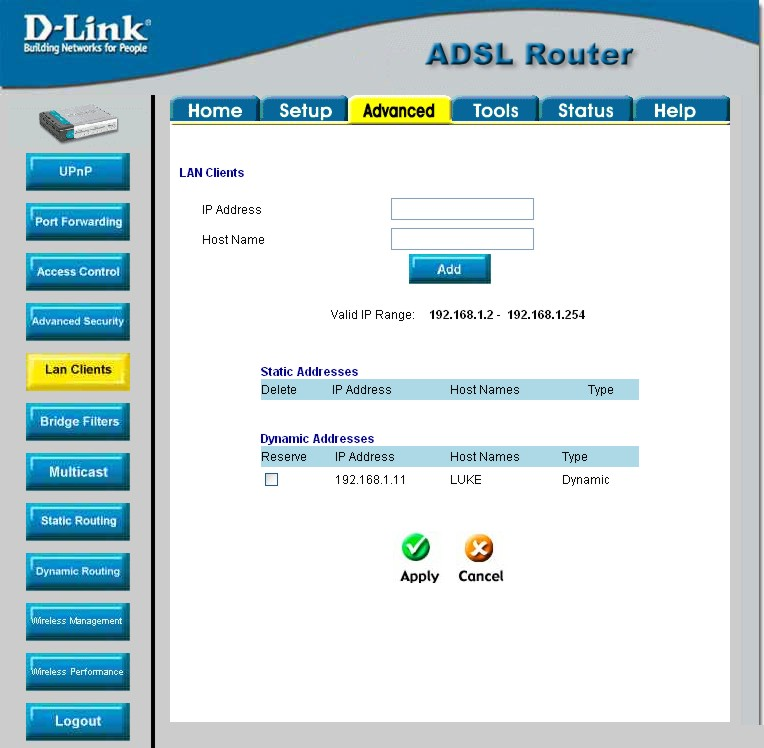 D-Link®
Building Networks for People
ADSL Router
Home Setup Advanced Tools Status Help
UPnP
Port Forwarding
Access Control
Advanced Security
Lan Clients
Bridge Filters
Multicast
Static Routing
Dynamic Routing
Wireless Management
Wireless Performance
Logout
LAN Clients
IP Address
Host Name
Add
Valid IP Range: 192.168.1.2 - 192.168.1.254
Static Addresses
Delete IP Address Host Names Type
Dynamic Addresses
Reserve IP Address Host Names Type
192.168.1.11 LUKE Dynamic
Apply Cancel